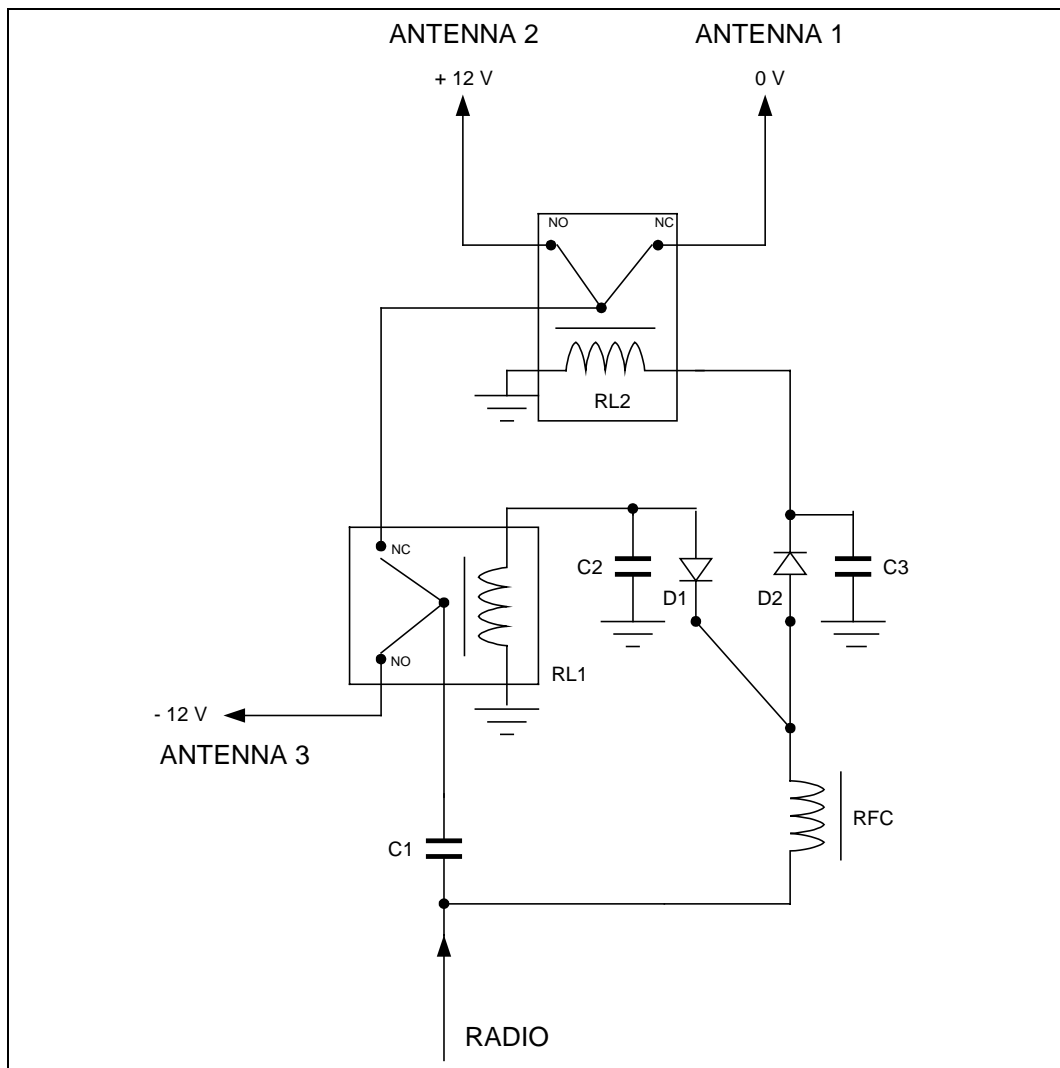 ANTENNA 2
ANTENNA 1
+ 12 V
0 V
NO
NC
RL2
NC
C2
D1
D2
C3
NO
RL1
- 12 V
ANTENNA 3
RFC
C1
RADIO